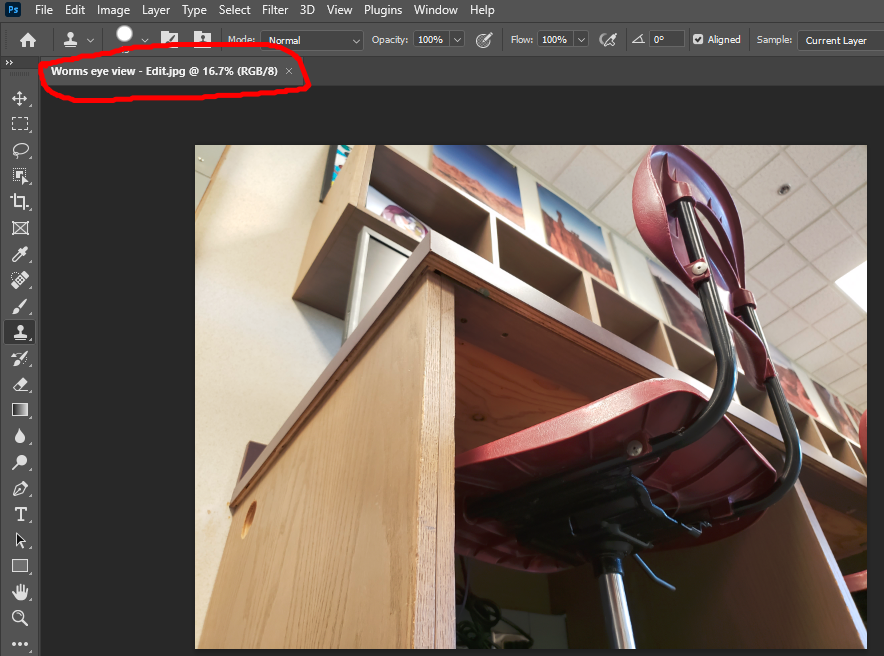 Ps File Edit Image Layer Type Select Filter 3D View Plugins Window Help
Mode: Normal Opacity: 100% Flow: 100% 0° Aligned Sample: Current Layer
Worms eye view - Edit.jpg @ 16.7% (RGB/8) ×